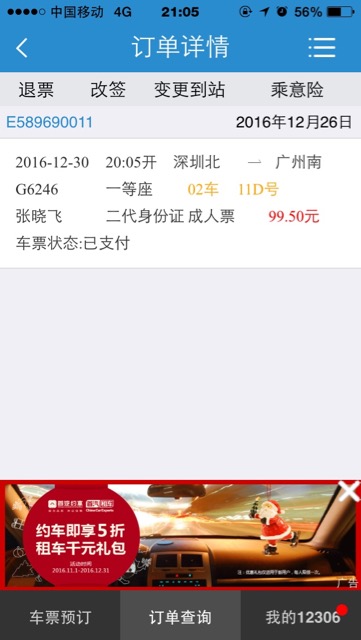 中国移动 4G 21:05 56%
订单详情
退票 改签 变更到站 乘意险
E589690011 2016年12月26日
2016-12-30 20:05开 深圳北 — 广州南
G6246 一等座 02车 11D号
张晓飞 二代身份证 成人票 99.50元
车票状态:已支付
首汽租车
约车即享5折
租车千元礼包
活动时间
2016.11.1-2016.12.31
广告
车票预订 订单查询 我的12306